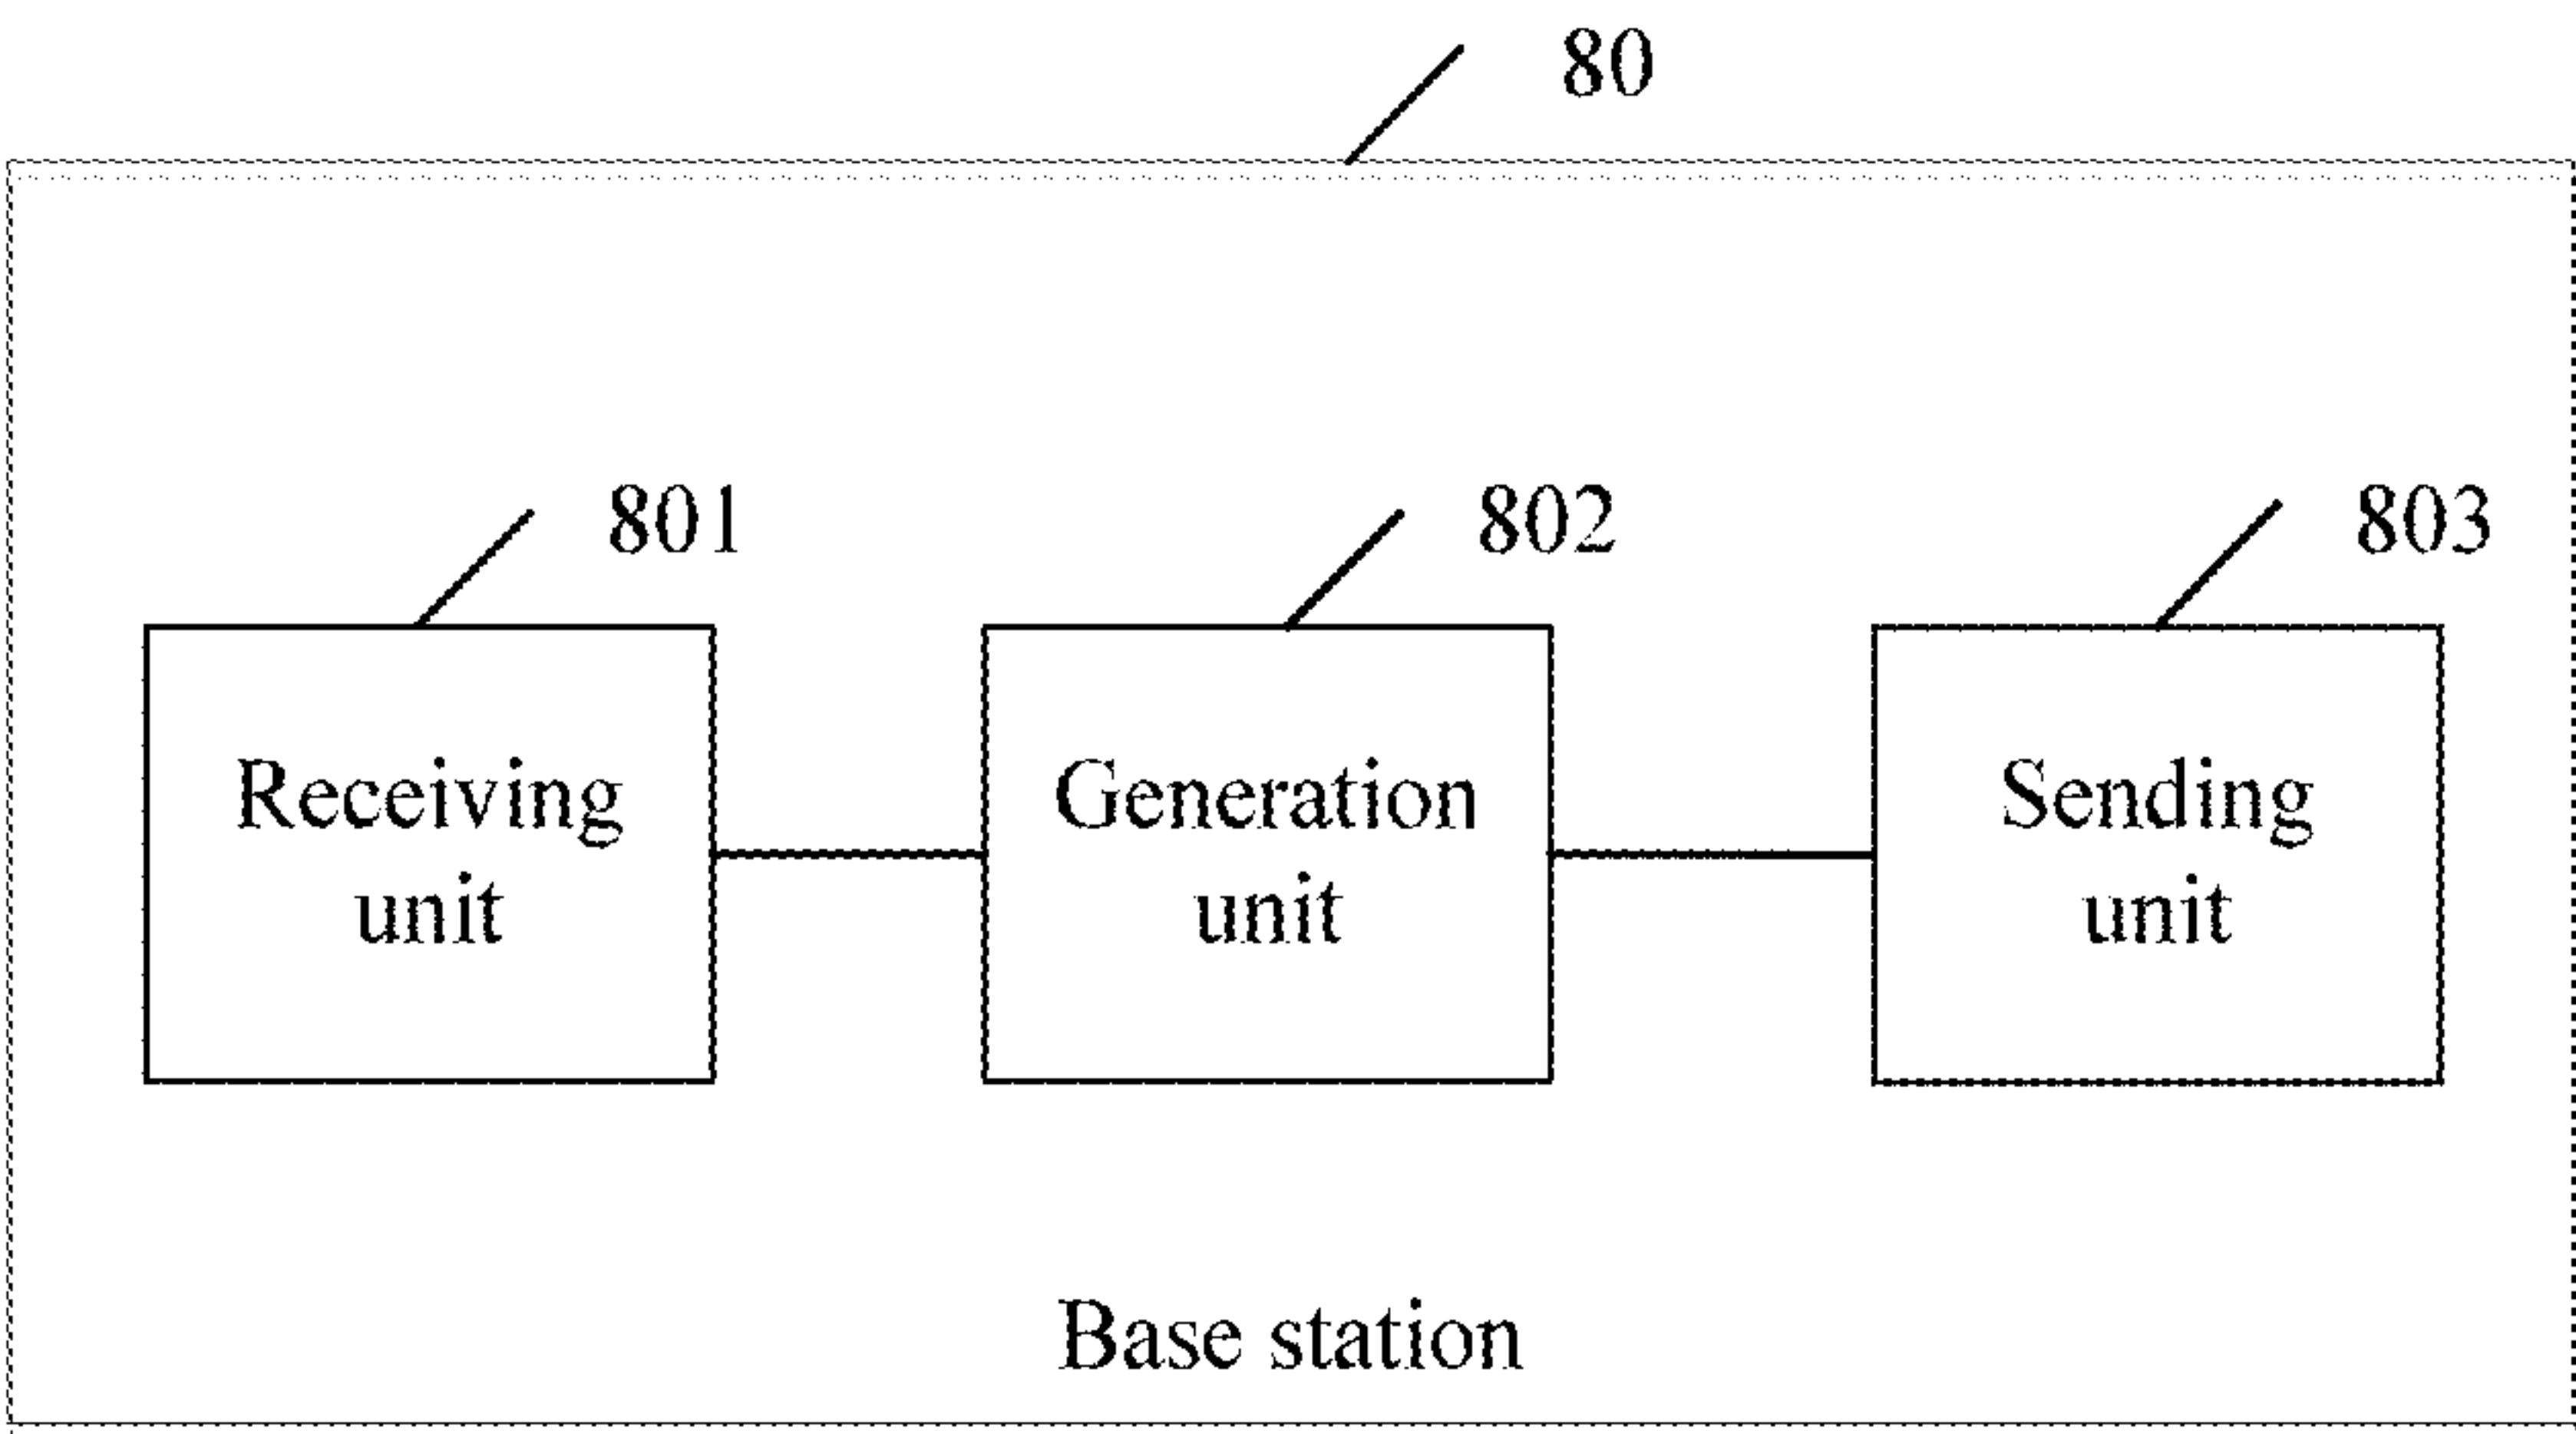 80
801
802
803
Receiving
unit
Generation
unit
Sending
unit
Base station